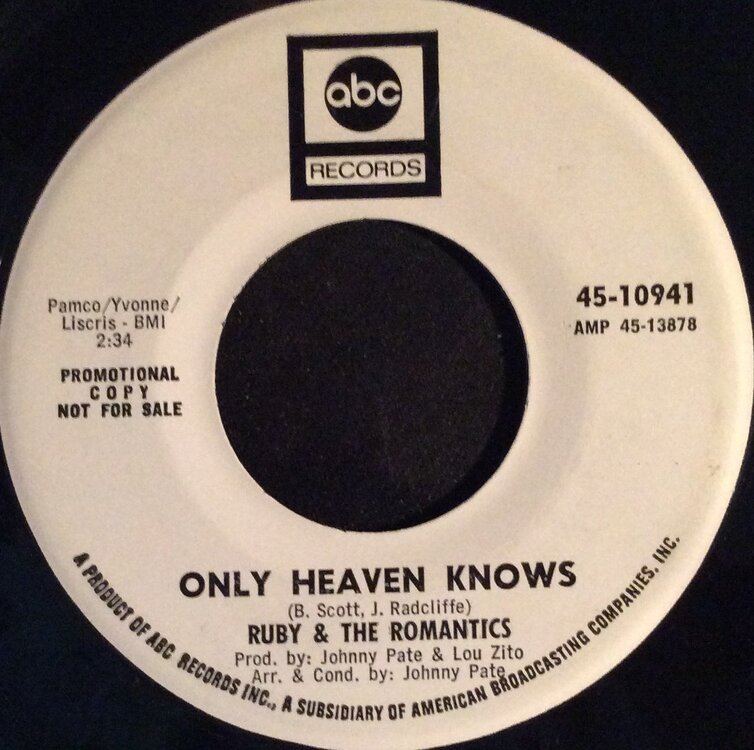 abc
RECORDS
Pamco/Yvonne/
Liscris - BMI
2:34
PROMOTIONAL
COPY
NOT FOR SALE
45-10941
AMP 45-13878
ONLY HEAVEN KNOWS
(B. Scott, J. Radcliffe)
RUBY & THE ROMANTICS
Prod. by: Johnny Pate & Lou Zito
Arr. & Cond. by: Johnny Pate
A PRODUCT OF ABC RECORDS INC., A SUBSIDIARY OF AMERICAN BROADCASTING COMPANIES, INC.